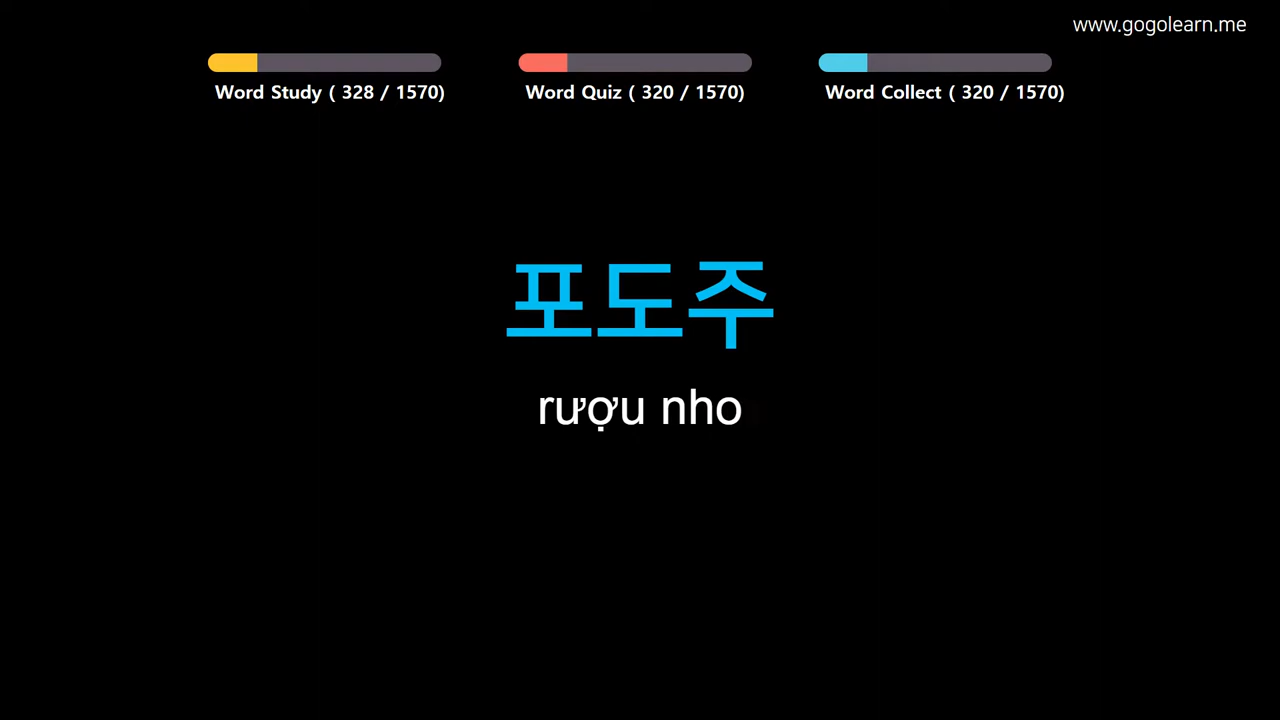 www.gogolearn.me
Word Study ( 328 / 1570)
Word Quiz ( 320 / 1570)
Word Collect ( 320 / 1570)
포도주
rượu nho